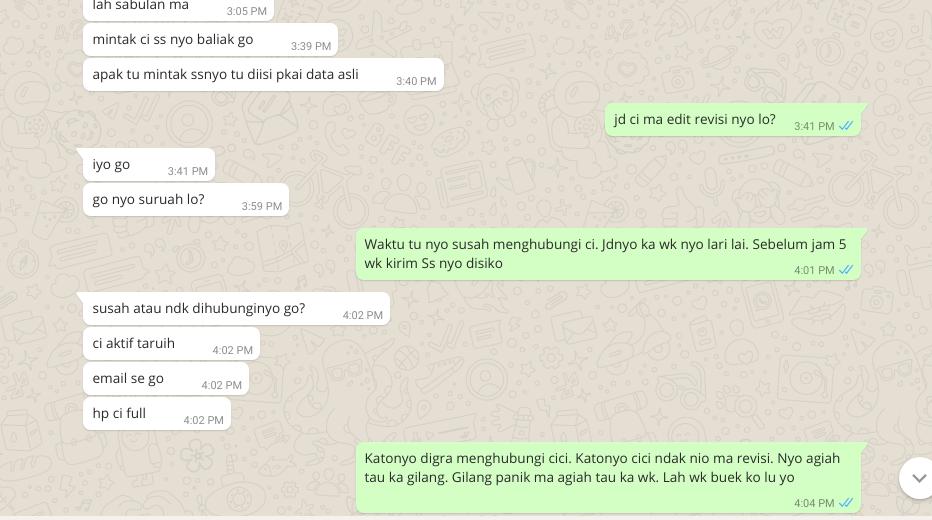 lah sabulan ma
3:05 PM
mintak ci ss nyo baliak go
3:39 PM
apak tu mintak ssnyo tu diisi pkai data asli
3:40 PM
jd ci ma edit revisi nyo lo?
3:41 PM
iyo go
3:41 PM
go nyo suruah lo?
3:59 PM
Waktu tu nyo susah menghubungi ci. Jdnyo ka wk nyo lari lai. Sebelum jam 5
wk kirim Ss nyo disiko
4:01 PM
susah atau ndk dihubunginyo go?
4:02 PM
ci aktif taruih
4:02 PM
email se go
4:02 PM
hp ci full
4:02 PM
Katonyo digra menghubungi cici. Katonyo cici ndak nio ma revisi. Nyo agiah
tau ka gilang. Gilang panik ma agiah tau ka wk. Lah wk buek ko lu yo
4:04 PM